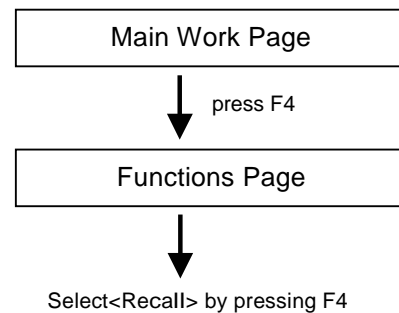 Main Work Page
press F4
Functions Page
Select<Recall> by pressing F4